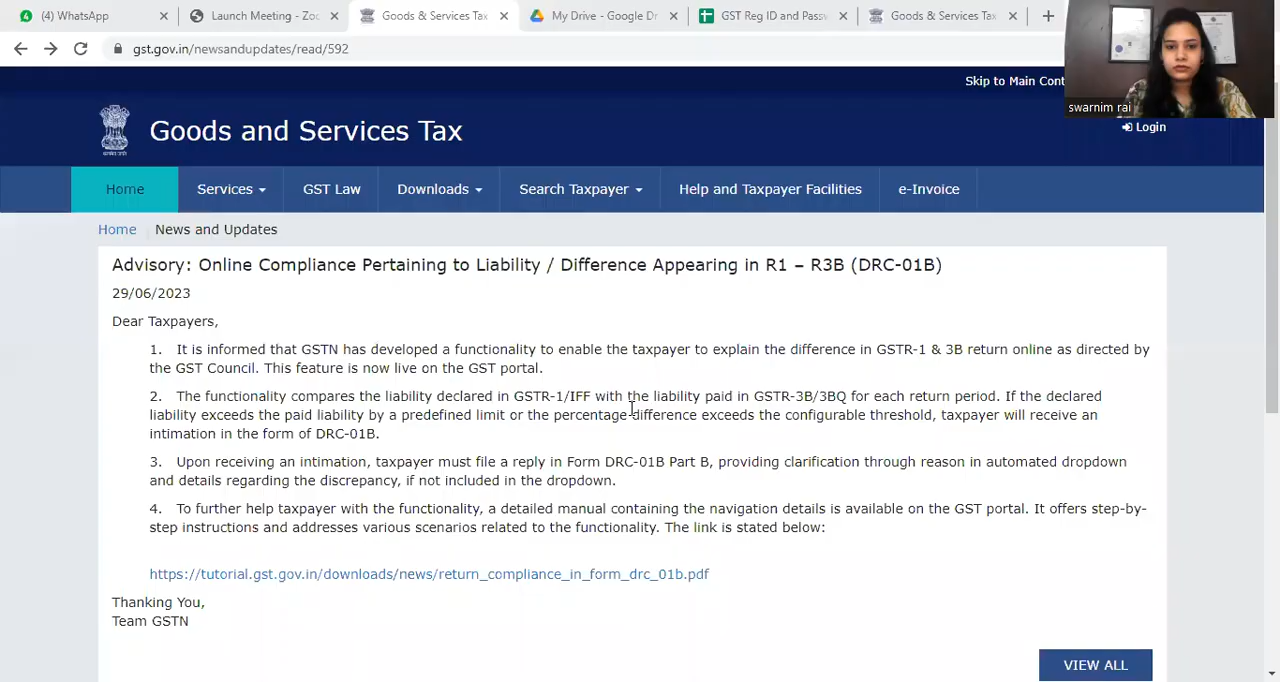 (4) WhatsApp
Launch Meeting - Zoo
Goods & Services Tax
My Drive - Google Dr
GST Reg ID and Passw
Goods & Services Tax
gst.gov.in/newsandupdates/read/592
Skip to Main Cont
swarnim rai
Goods and Services Tax
Login
Home
Services
GST Law
Downloads
Search Taxpayer
Help and Taxpayer Facilities
e-Invoice
Home
News and Updates
Advisory: Online Compliance Pertaining to Liability / Difference Appearing in R1 – R3B (DRC-01B)
29/06/2023
Dear Taxpayers,
1. It is informed that GSTN has developed a functionality to enable the taxpayer to explain the difference in GSTR-1 & 3B return online as directed by
the GST Council. This feature is now live on the GST portal.
2. The functionality compares the liability declared in GSTR-1/IFF with the liability paid in GSTR-3B/3BQ for each return period. If the declared
liability exceeds the paid liability by a predefined limit or the percentage difference exceeds the configurable threshold, taxpayer will receive an
intimation in the form of DRC-01B.
3. Upon receiving an intimation, taxpayer must file a reply in Form DRC-01B Part B, providing clarification through reason in automated dropdown
and details regarding the discrepancy, if not included in the dropdown.
4. To further help taxpayer with the functionality, a detailed manual containing the navigation details is available on the GST portal. It offers step-by-
step instructions and addresses various scenarios related to the functionality. The link is stated below:
https://tutorial.gst.gov.in/downloads/news/return_compliance_in_form_drc_01b.pdf
Thanking You,
Team GSTN
VIEW ALL